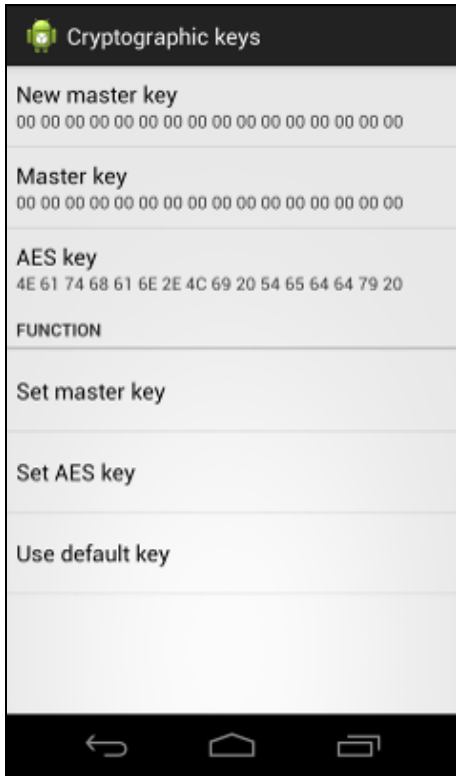 Cryptographic keys
New master key
00 00 00 00 00 00 00 00 00 00 00 00 00 00 00 00
Master key
00 00 00 00 00 00 00 00 00 00 00 00 00 00 00 00
AES key
4E 61 74 68 61 6E 2E 4C 69 20 54 65 64 64 79 20
FUNCTION
Set master key
Set AES key
Use default key